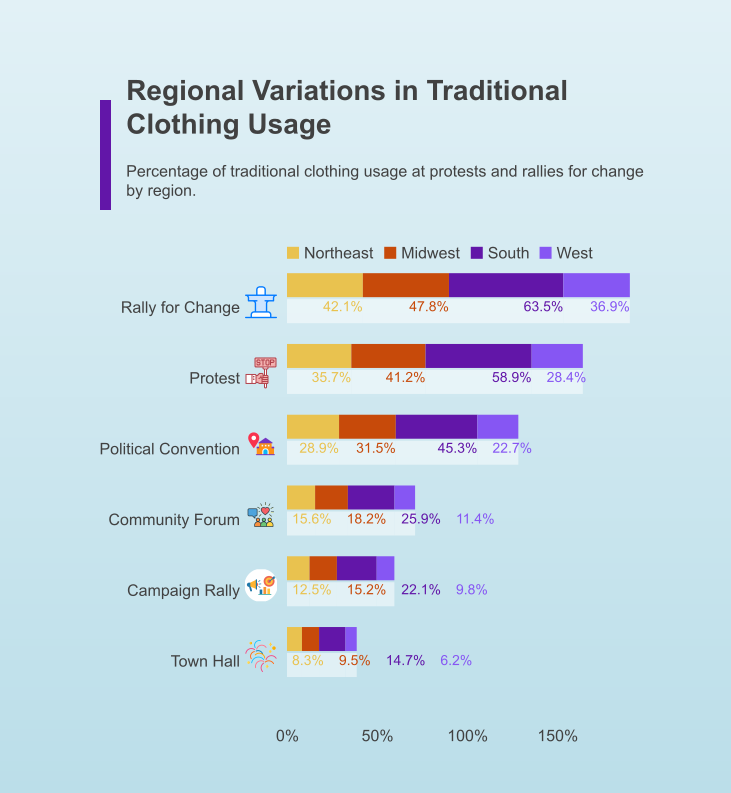 Regional Variations in Traditional
Clothing Usage
Percentage of traditional clothing usage at protests and rallies for change
by region.
Northeast Midwest South West
Rally for Change
42.1% 47.8% 63.5% 36.9%
STOP
Protest
35.7% 41.2% 58.9% 28.4%
Political Convention
28.9% 31.5% 45.3% 22.7%
Community Forum
15.6% 18.2% 25.9% 11.4%
Campaign Rally
12.5% 15.2% 22.1% 9.8%
Town Hall
8.3% 9.5% 14.7% 6.2%
0% 50% 100% 150%